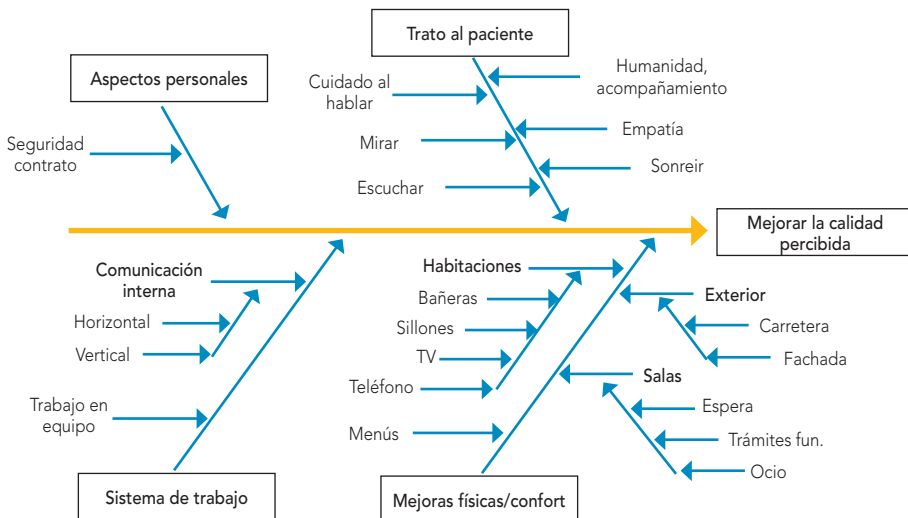 Trato al paciente
Aspectos personales
Humanidad,
acompañamiento
Cuidado al
hablar
Empatía
Mirar
Seguridad
contrato
Sonreir
Escuchar
Mejorar la calidad
percibida
Comunicación
interna
Horizontal
Vertical
Trabajo en
equipo
Sistema de trabajo
Habitaciones
Bañeras
Sillones
TV
Teléfono
Menús
Exterior
Carretera
Fachada
Salas
Espera
Trámites fun.
Ocio
Mejoras físicas/confort